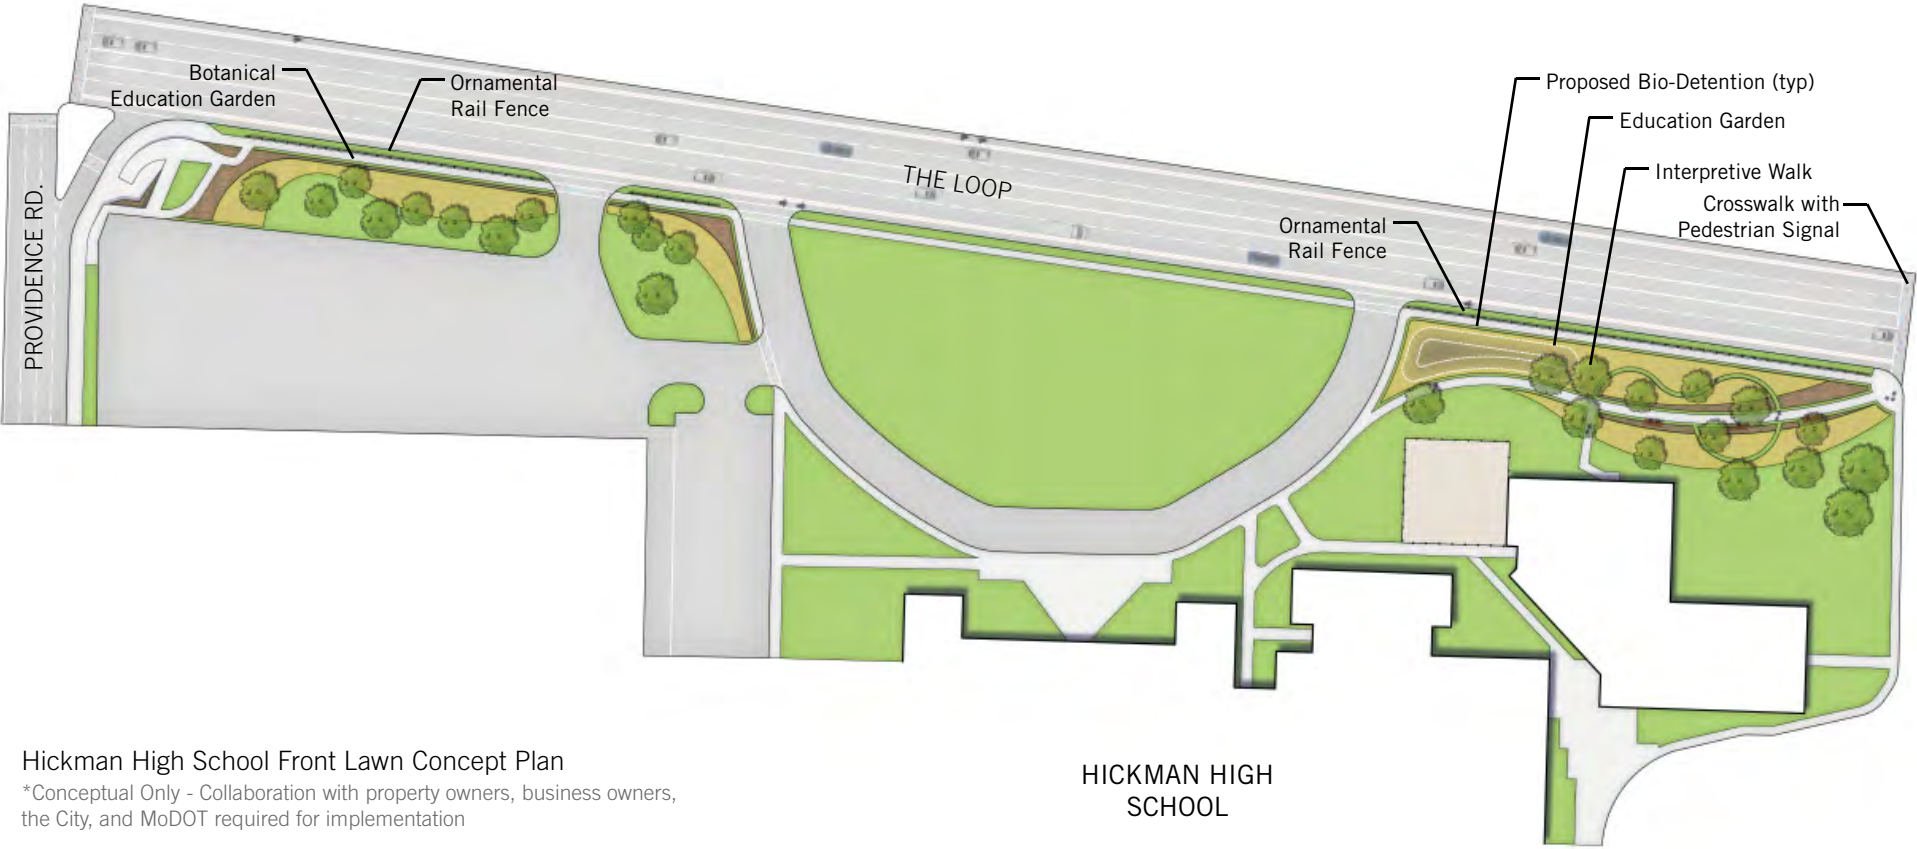 Botanical
Education Garden
Ornamental
Rail Fence
Proposed Bio-Detention (typ)
Education Garden
Interpretive Walk
Crosswalk with
Pedestrian Signal
THE LOOP
Ornamental
Rail Fence
PROVIDENCE RD.
Hickman High School Front Lawn Concept Plan
*Conceptual Only - Collaboration with property owners, business owners,
the City, and MoDOT required for implementation
HICKMAN HIGH
SCHOOL